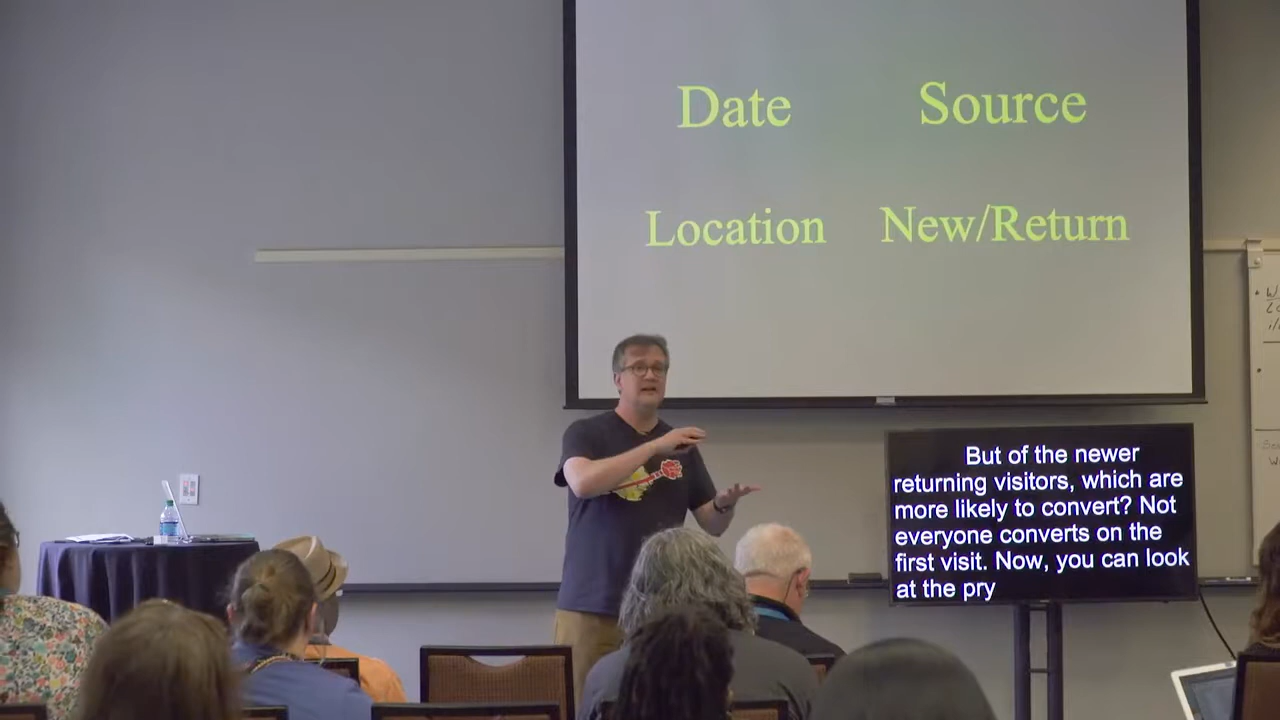 Date Source
Location New/Return
But of the newer
returning visitors, which are
more likely to convert? Not
everyone converts on the
first visit. Now, you can look
at the pry